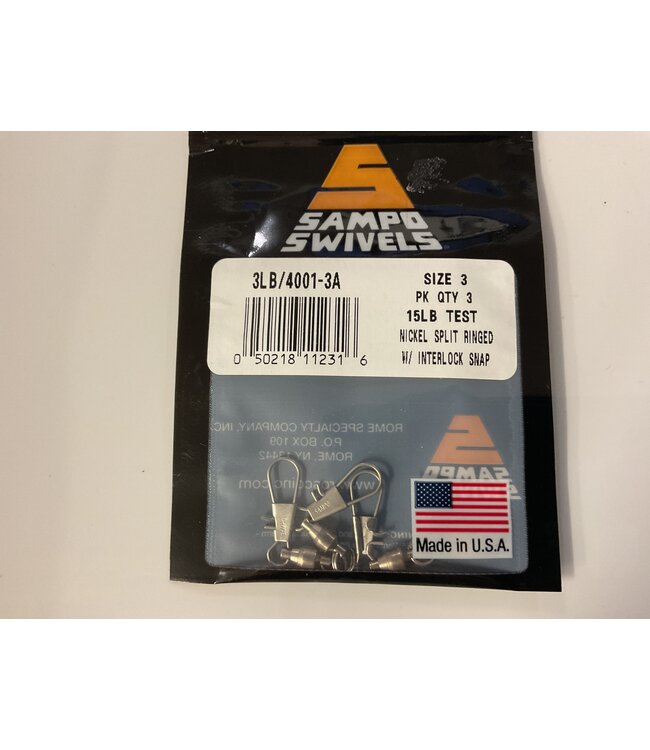 SAMPO
SWIVELS
3LB/4001-3A
SIZE 3
PK QTY 3
15LB TEST
NICKEL SPLIT RINGED
W/ INTERLOCK SNAP
0 50218 11231 6
ROME SPECIALTY COMPANY, INC.
P.O. BOX 109
ROME, NY 13442
SAMPO
Made in U.S.A.